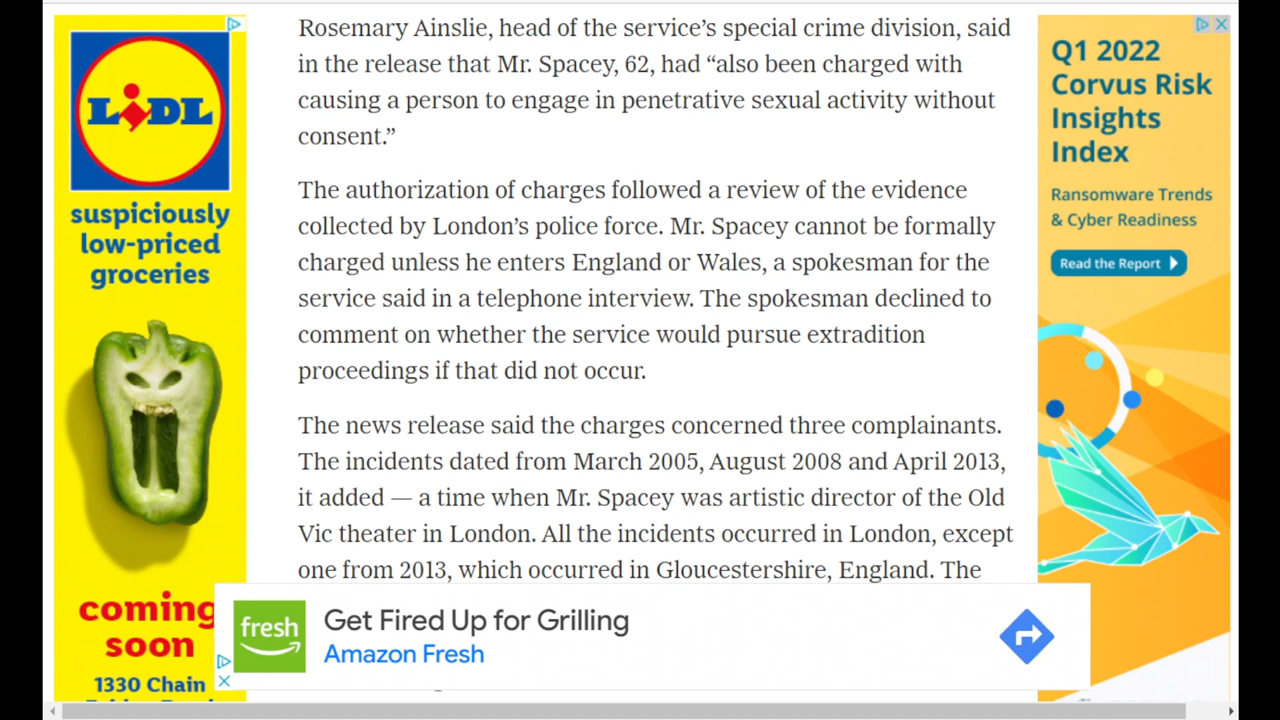 Rosemary Ainslie, head of the service’s special crime division, said
in the release that Mr. Spacey, 62, had “also been charged with
causing a person to engage in penetrative sexual activity without
consent.”
The authorization of charges followed a review of the evidence
collected by London’s police force. Mr. Spacey cannot be formally
charged unless he enters England or Wales, a spokesman for the
service said in a telephone interview. The spokesman declined to
comment on whether the service would pursue extradition
proceedings if that did not occur.
The news release said the charges concerned three complainants.
The incidents dated from March 2005, August 2008 and April 2013,
it added — a time when Mr. Spacey was artistic director of the Old
Vic theater in London. All the incidents occurred in London, except
one from 2013, which occurred in Gloucestershire, England. The
LiDL
suspiciously
low-priced
groceries
coming
soon
1330 Chain
Q1 2022
Corvus Risk
Insights
Index
Ransomware Trends
& Cyber Readiness
Read the Report
fresh
Get Fired Up for Grilling
Amazon Fresh